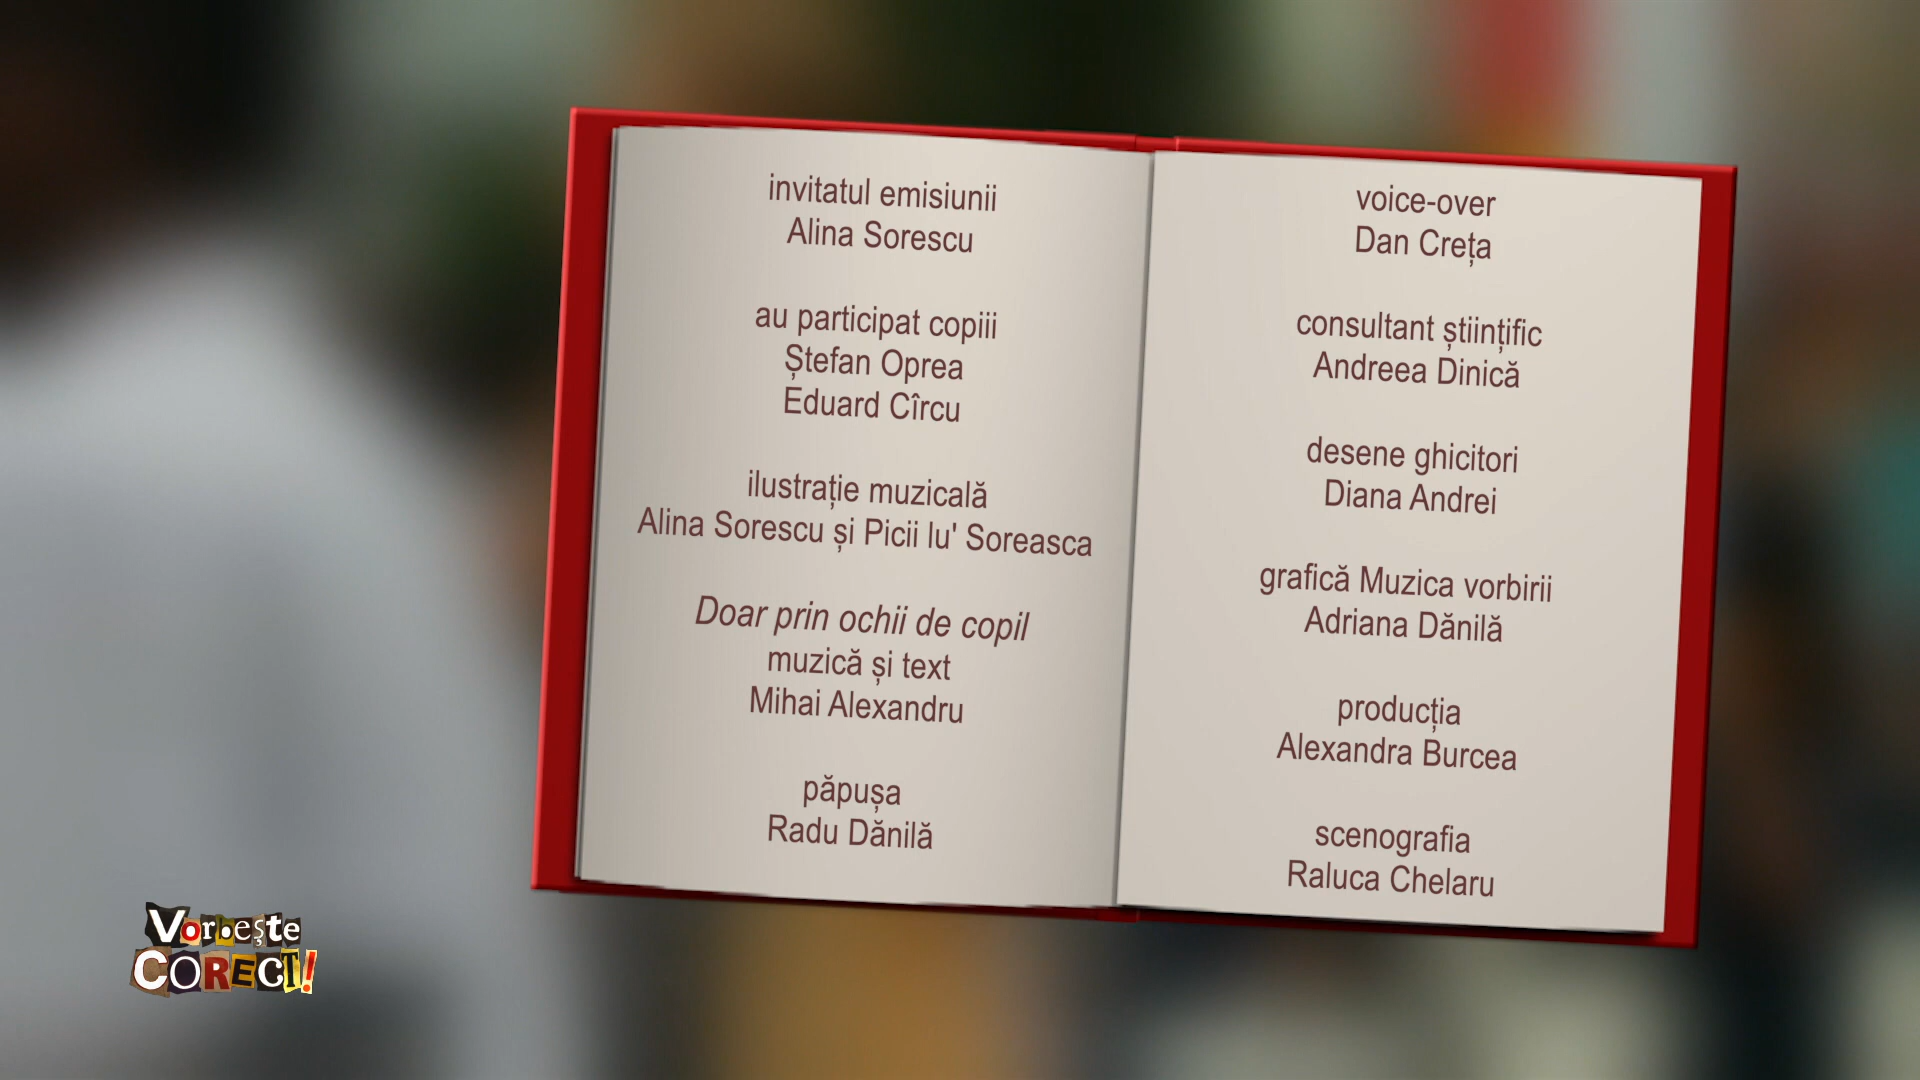 invitatul emisiunii
Alina Sorescu
au participat copiii
Ștefan Oprea
Eduard Cîrcu
ilustrație muzicală
Alina Sorescu și Picii lu' Soreasca
Doar prin ochii de copil
muzică și text
Mihai Alexandru
păpușa
Radu Dănilă
voice-over
Dan Creța
consultant științific
Andreea Dinică
desene ghicitori
Diana Andrei
grafică Muzica vorbirii
Adriana Dănilă
producția
Alexandra Burcea
scenografia
Raluca Chelaru
Vorbește
CORECT!